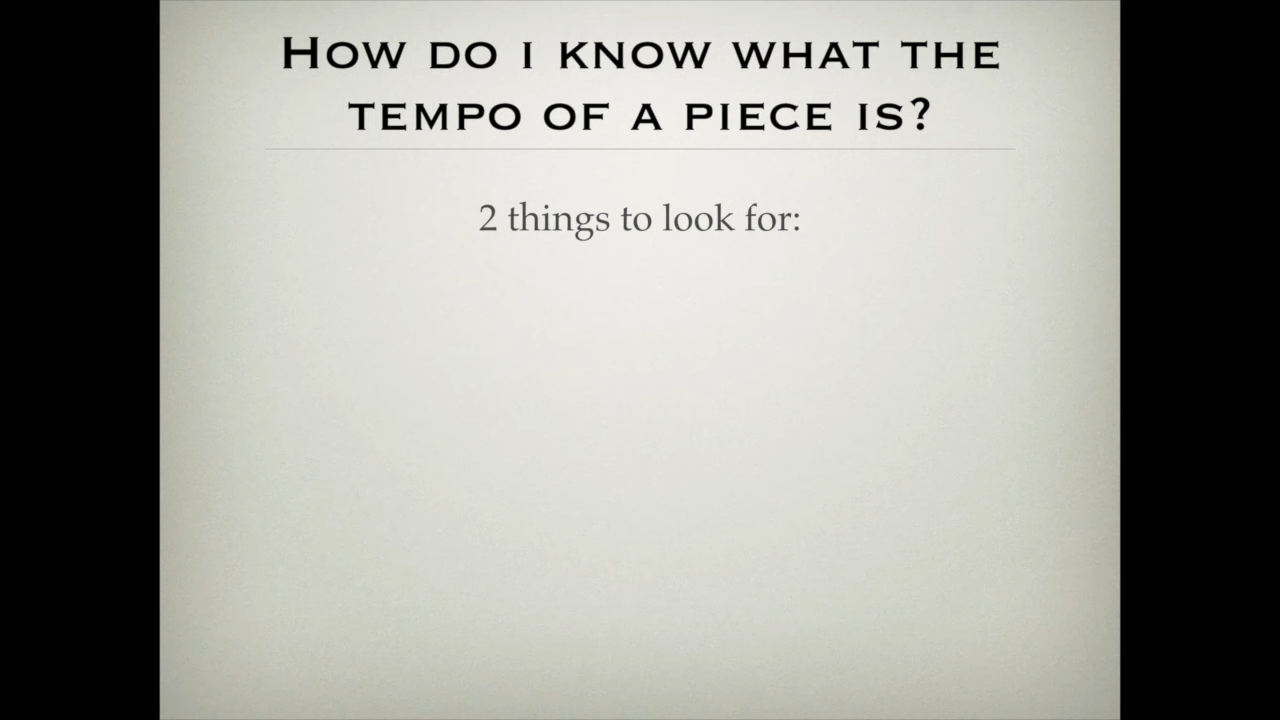 How do I know what the
tempo of a piece is?
2 things to look for: